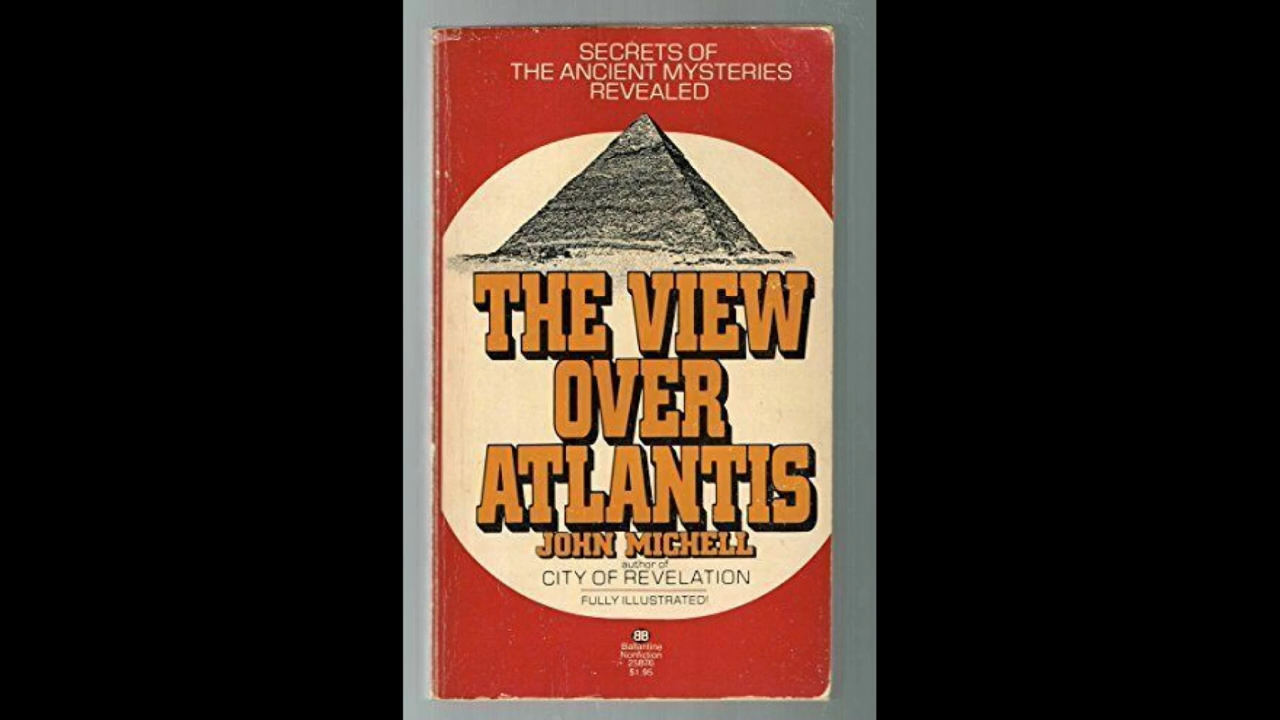 SECRETS OF
THE ANCIENT MYSTERIES
REVEALED
THE VIEW
OVER
ATLANTIS
JOHN MICHELL
author of
CITY OF REVELATION
FULLY ILLUSTRATED!
BB
Ballantine
Nonfiction
25876
$1.95